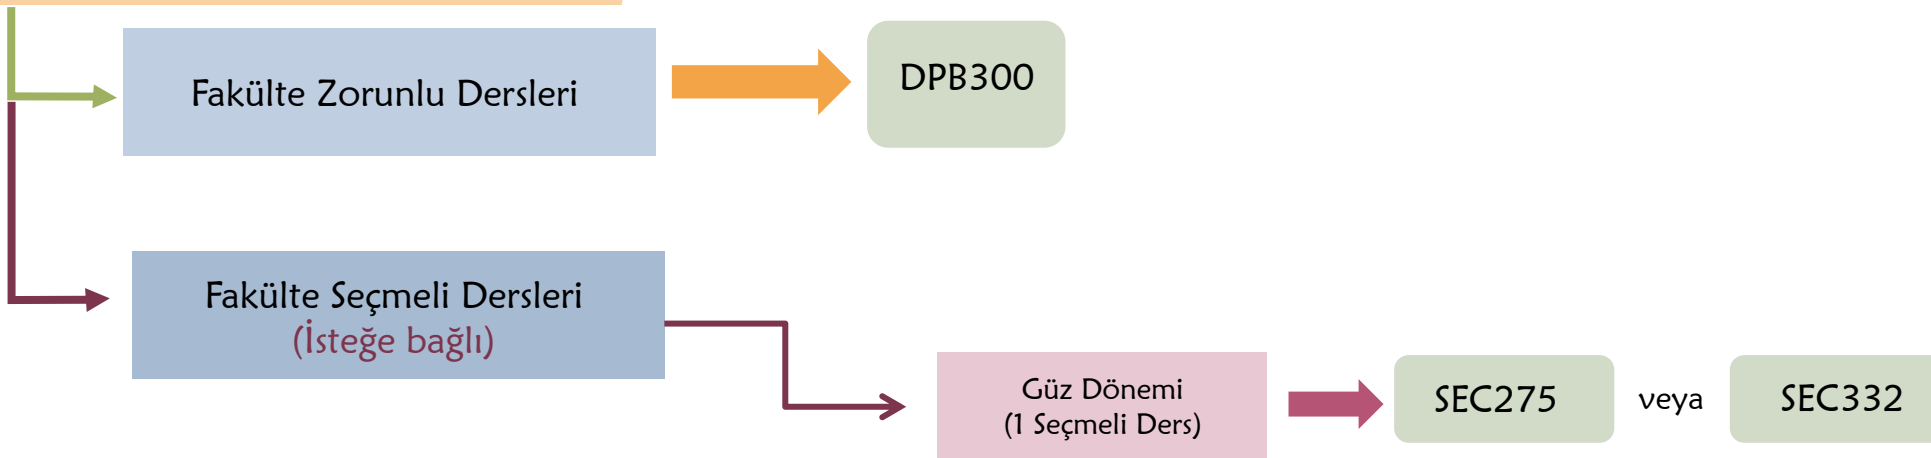 Fakülte Zorunlu Dersleri
DPB300
Fakülte Seçmeli Dersleri
(İsteğe bağlı)
Güz Dönemi
(1 Seçmeli Ders)
SEC275
veya
SEC332